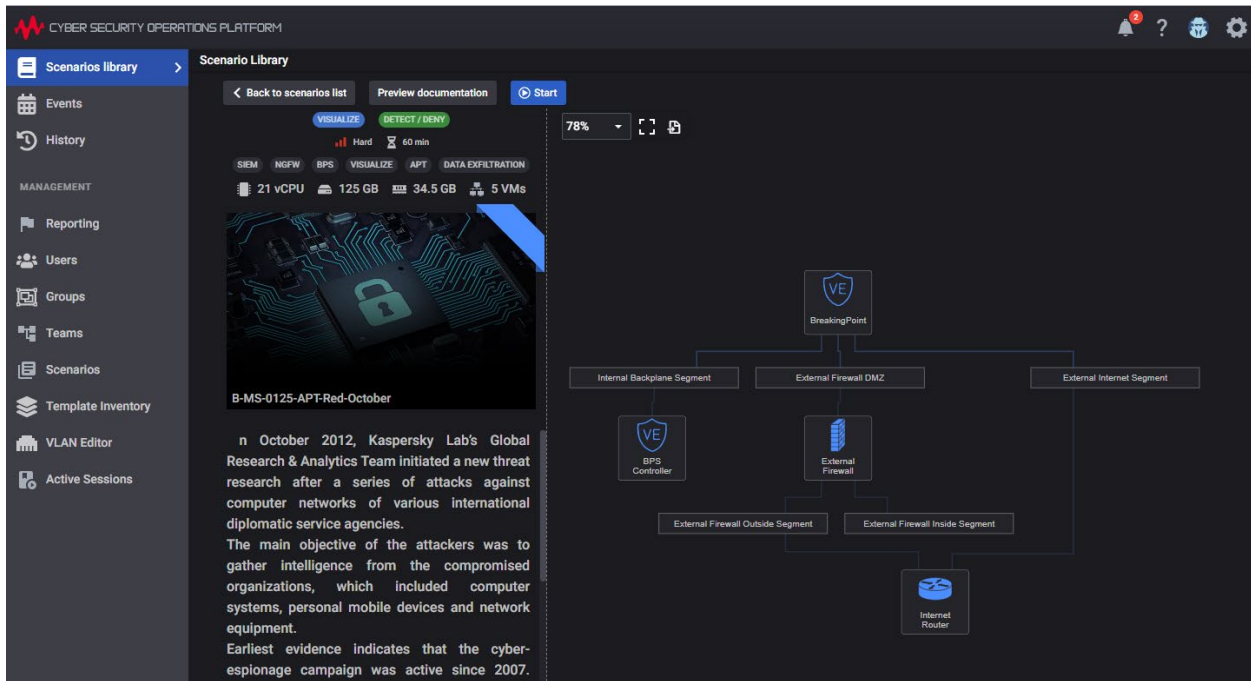 CYBER SECURITY OPERATIONS PLATFORM
2
?
Scenarios library
Events
History
MANAGEMENT
Reporting
Users
Groups
Teams
Scenarios
Template Inventory
VLAN Editor
Active Sessions
Scenario Library
Back to scenarios list
Preview documentation
Start
VISUALIZE DETECT / DENY
Hard 60 min
SIEM NGFW BPS VISUALIZE APT DATA EXFILTRATION
21 vCPU 125 GB 34.5 GB 5 VMs
B-MS-0125-APT-Red-October
n October 2012, Kaspersky Lab's Global
Research & Analytics Team initiated a new threat
research after a series of attacks against
computer networks of various international
diplomatic service agencies.
The main objective of the attackers was to
gather intelligence from the compromised
organizations, which included computer
systems, personal mobile devices and network
equipment.
Earliest evidence indicates that the cyber-
espionage campaign was active since 2007.
78%
VE
BreakingPoint
Internal Backplane Segment
External Firewall DMZ
External Internet Segment
VE
BPS
Controller
External
Firewall
External Firewall Outside Segment
External Firewall Inside Segment
Internet
Router